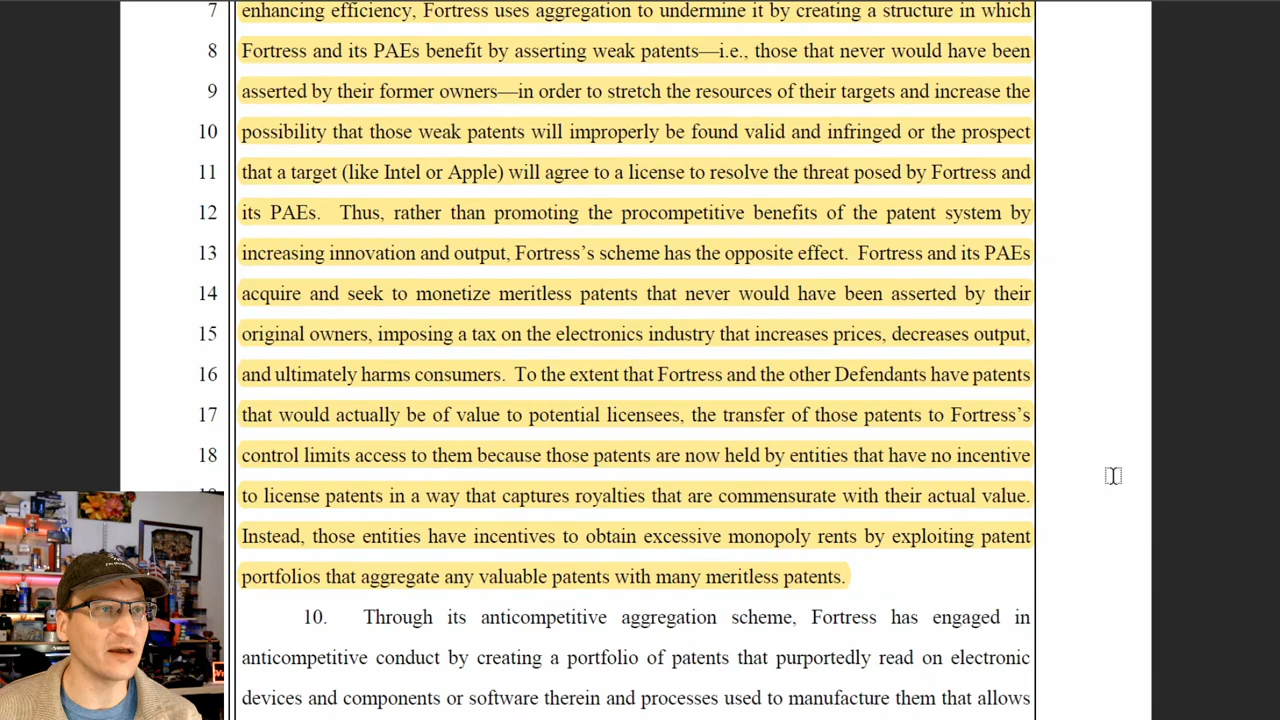 7 enhancing efficiency, Fortress uses aggregation to undermine it by creating a structure in which
8 Fortress and its PAEs benefit by asserting weak patents—i.e., those that never would have been
9 asserted by their former owners—in order to stretch the resources of their targets and increase the
10 possibility that those weak patents will improperly be found valid and infringed or the prospect
11 that a target (like Intel or Apple) will agree to a license to resolve the threat posed by Fortress and
12 its PAEs. Thus, rather than promoting the procompetitive benefits of the patent system by
13 increasing innovation and output, Fortress’s scheme has the opposite effect. Fortress and its PAEs
14 acquire and seek to monetize meritless patents that never would have been asserted by their
15 original owners, imposing a tax on the electronics industry that increases prices, decreases output,
16 and ultimately harms consumers. To the extent that Fortress and the other Defendants have patents
17 that would actually be of value to potential licensees, the transfer of those patents to Fortress’s
18 control limits access to them because those patents are now held by entities that have no incentive
to license patents in a way that captures royalties that are commensurate with their actual value.
Instead, those entities have incentives to obtain excessive monopoly rents by exploiting patent
portfolios that aggregate any valuable patents with many meritless patents.
10. Through its anticompetitive aggregation scheme, Fortress has engaged in
anticompetitive conduct by creating a portfolio of patents that purportedly read on electronic
devices and components or software therein and processes used to manufacture them that allows